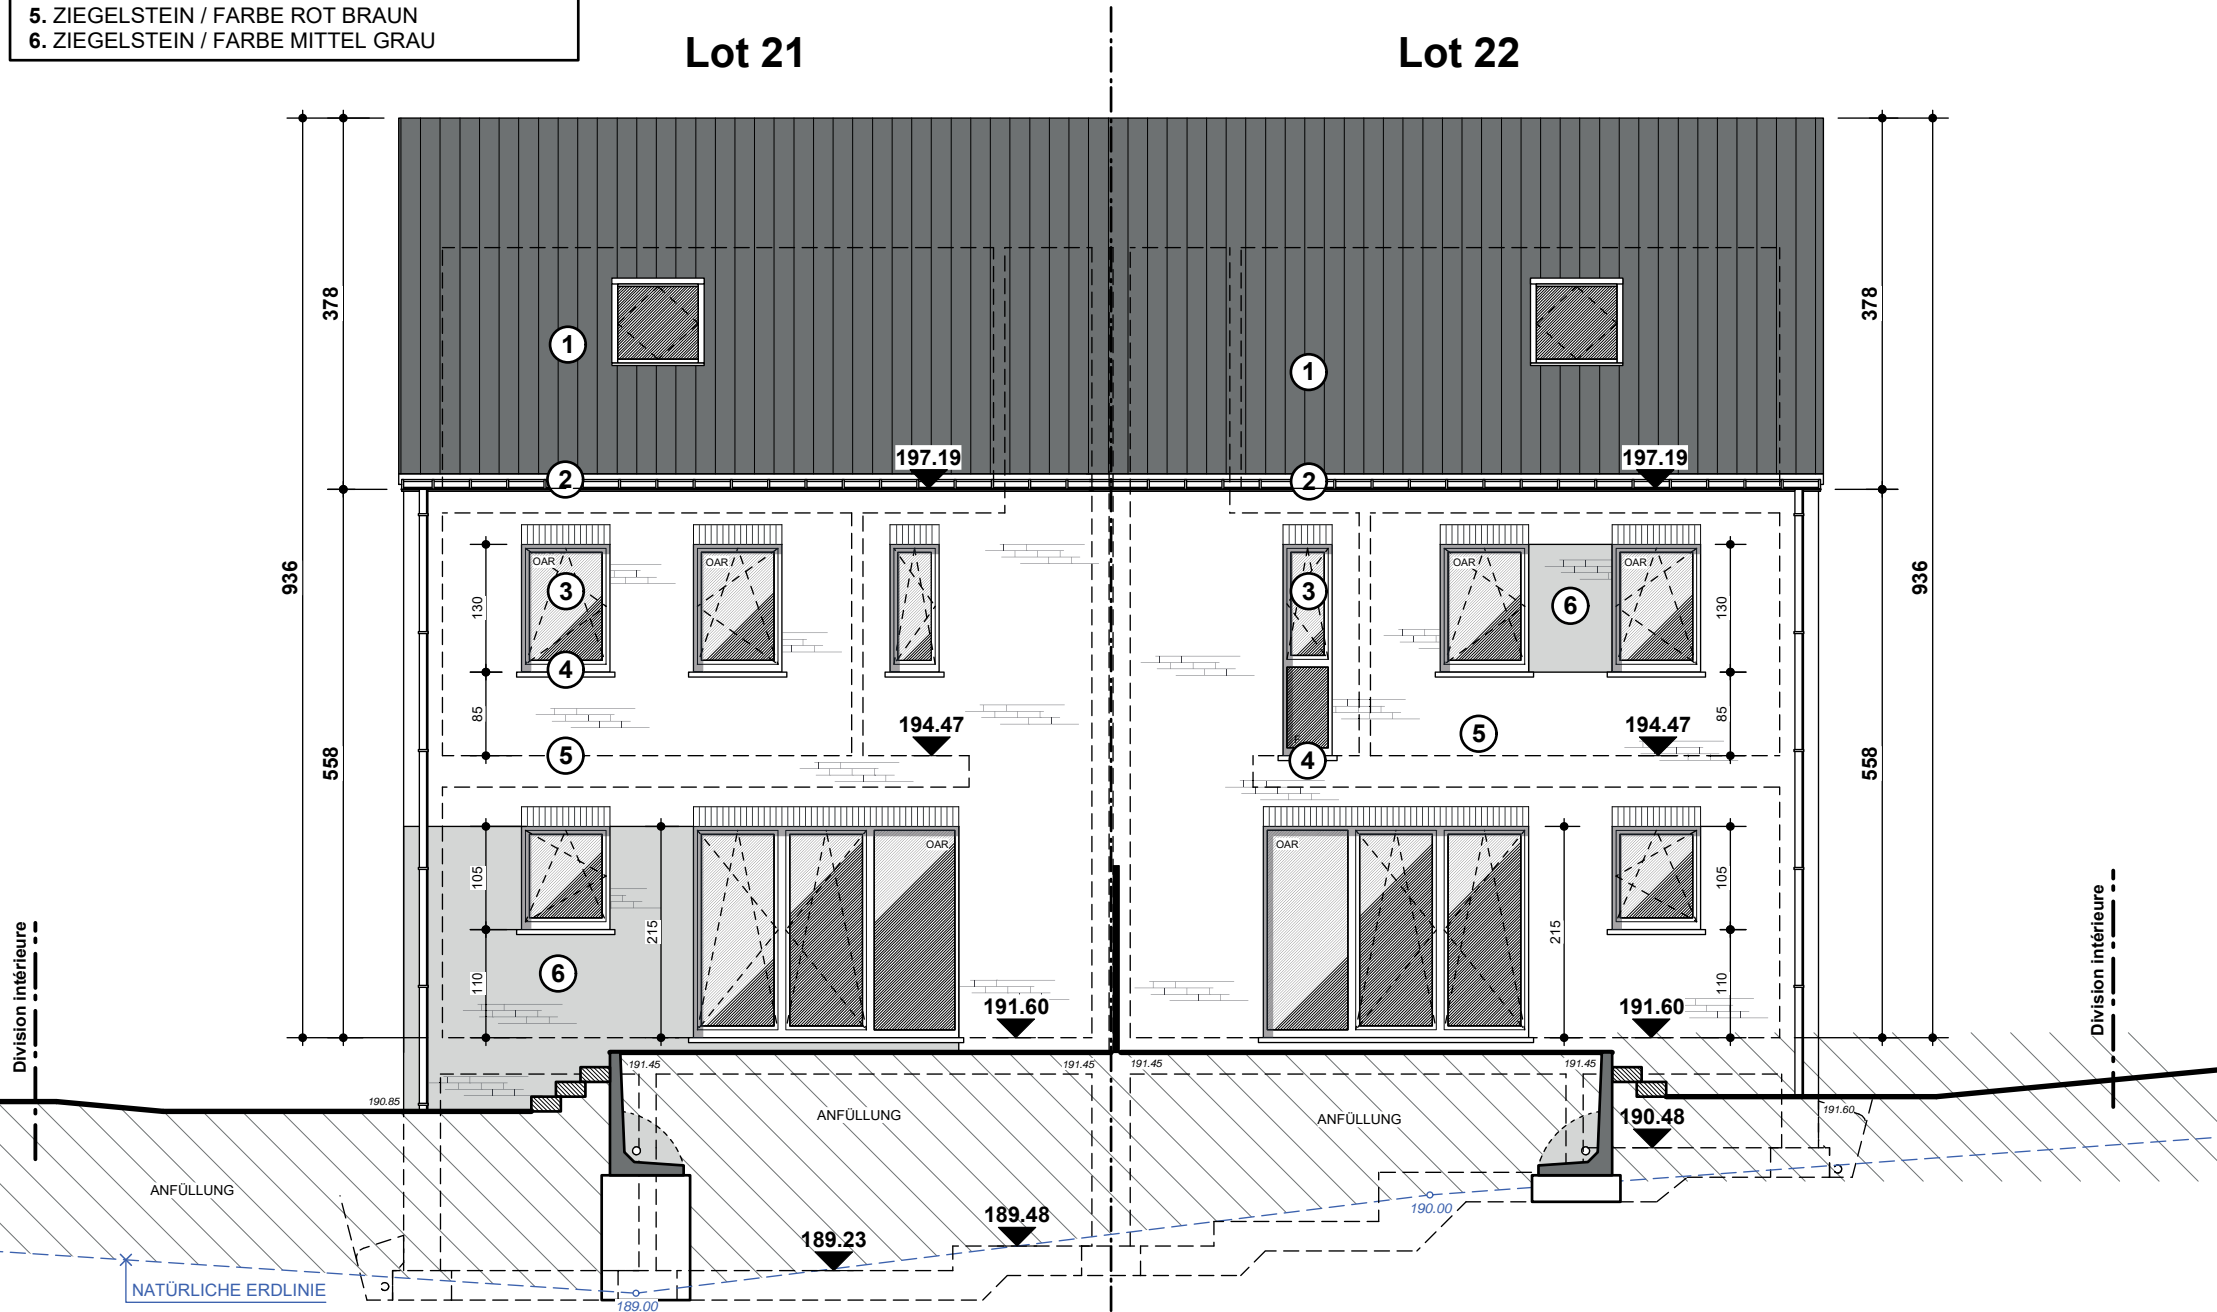 5. ZIEGELSTEIN / FARBE ROT BRAUN
6. ZIEGELSTEIN / FARBE MITTEL GRAU
Lot 21
Lot 22
378
378
1
1
197.19
197.19
2
2
936
936
OAR
OAR
OAR
OAR
130
3
3
6
130
4
85
85
194.47
5
194.47
5
4
558
558
OAR
OAR
105
105
215
215
110
6
110
191.60
191.60
Division intérieure
Division intérieure
191.45
191.45
191.45
191.45
190.85
ANFÜLLUNG
ANFÜLLUNG
190.48
191.60
ANFÜLLUNG
190.00
189.48
189.23
NATÜRLICHE ERDLINIE
189.00